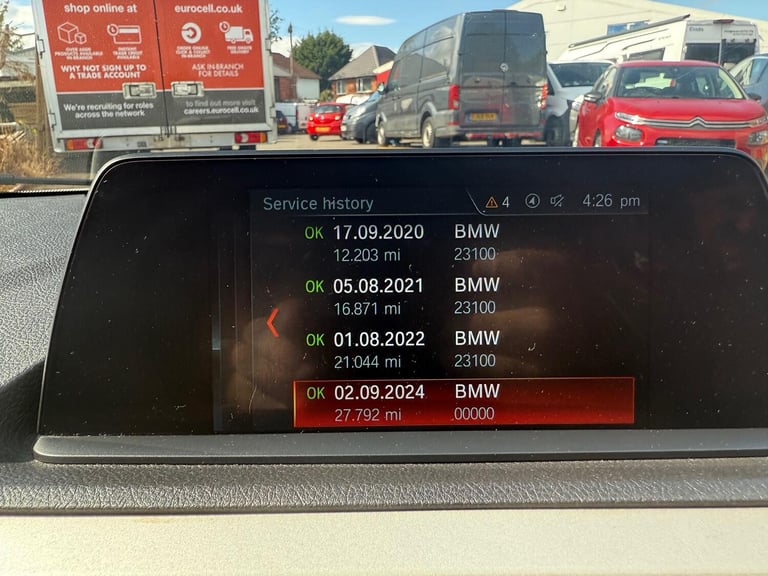 shop online at
eurocell.co.uk
WHY NOT SIGN UP TO
A TRADE ACCOUNT
ASK IN-BRANCH
FOR DETAILS
We're recruiting for roles
across the network
to find out more visit
careers.eurocell.co.uk
Service history
4
4:26 pm
OK 17.09.2020 BMW
12.203 mi 23100
OK 05.08.2021 BMW
16.871 mi 23100
OK 01.08.2022 BMW
21.044 mi 23100
OK 02.09.2024 BMW
27.792 mi 00000